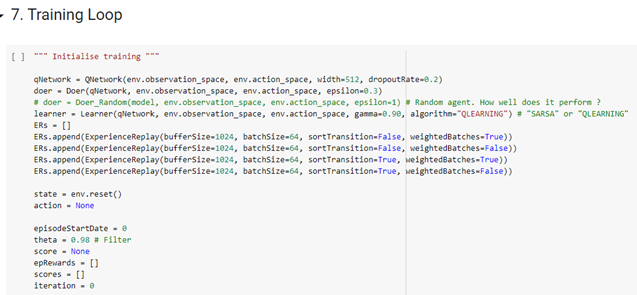 7. Training Loop
[ ] """ Initialise training """
qNetwork = QNetwork(env.observation_space, env.action_space, width=512, dropoutRate=0.2)
doer = Doer(qNetwork, env.observation_space, env.action_space, epsilon=0.3)
# doer = Doer_Random(model, env.observation_space, env.action_space, epsilon=1) # Random agent. How well does it perform ?
learner = Learner(qNetwork, env.observation_space, env.action_space, gamma=0.90, algorithm="QLEARNING") # "SARSA" or "QLEARNING"
ERs = []
ERs.append(ExperienceReplay(bufferSize=1024, batchSize=64, sortTransition=False, weightedBatches=True))
ERs.append(ExperienceReplay(bufferSize=1024, batchSize=64, sortTransition=False, weightedBatches=False))
ERs.append(ExperienceReplay(bufferSize=1024, batchSize=64, sortTransition=True, weightedBatches=True))
ERs.append(ExperienceReplay(bufferSize=1024, batchSize=64, sortTransition=True, weightedBatches=False))
state = env.reset()
action = None
episodeStartDate = 0
theta = 0.98 # Filter
score = None
epRewards = []
scores = []
iteration = 0